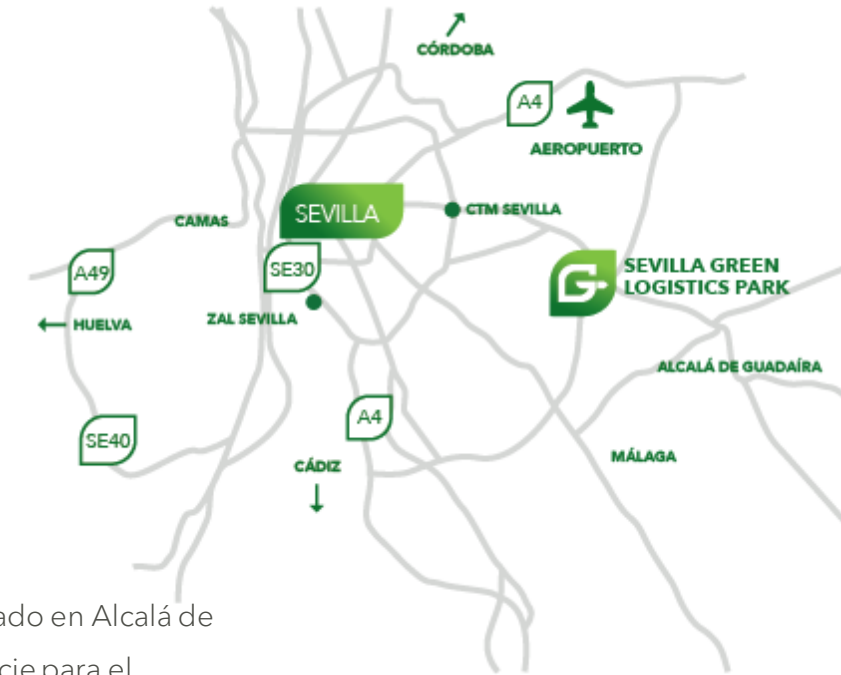 CÓRDOBA
A4
AEROPUERTO
SEVILLA
CTM SEVILLA
CAMAS
A49
SE30
SEVILLA GREEN
LOGISTICS PARK
HUELVA
ZAL SEVILLA
ALCALÁ DE GUADAÍRA
A4
SE40
MÁLAGA
CÁDIZ
ado en Alcalá de
cie para el